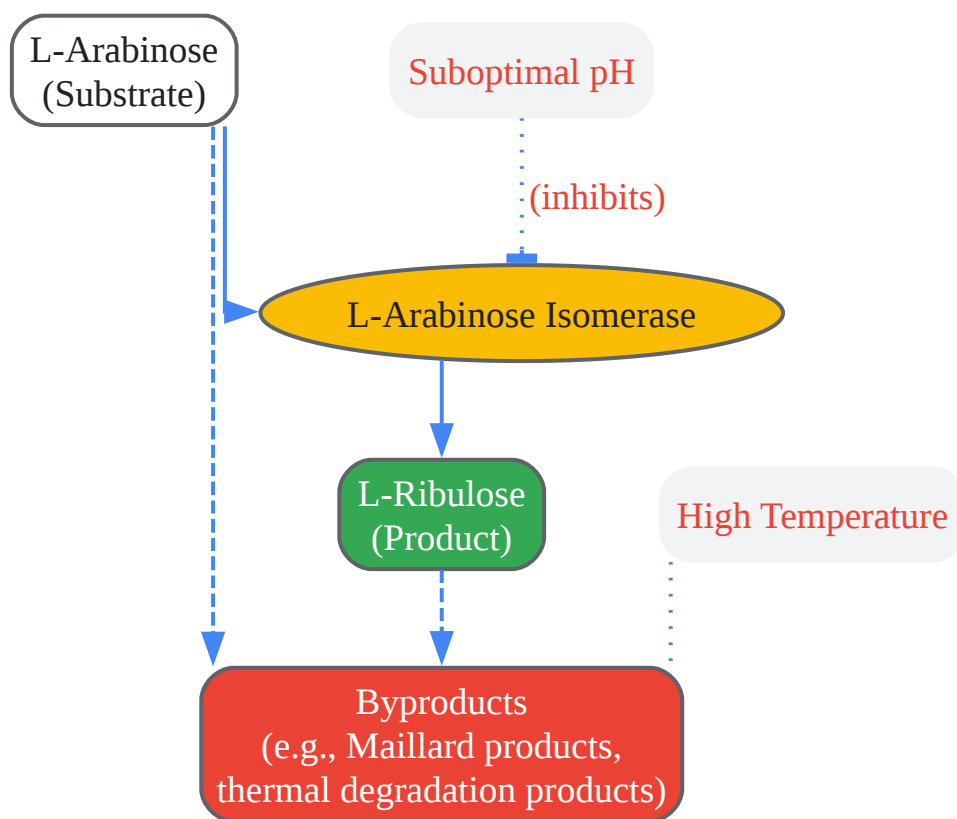 L-Arabinose
(Substrate)
Suboptimal pH
(inhibits)
L-Arabinose Isomerase
L-Ribulose
(Product)
High Temperature
Byproducts
(e.g., Maillard products,
thermal degradation products)